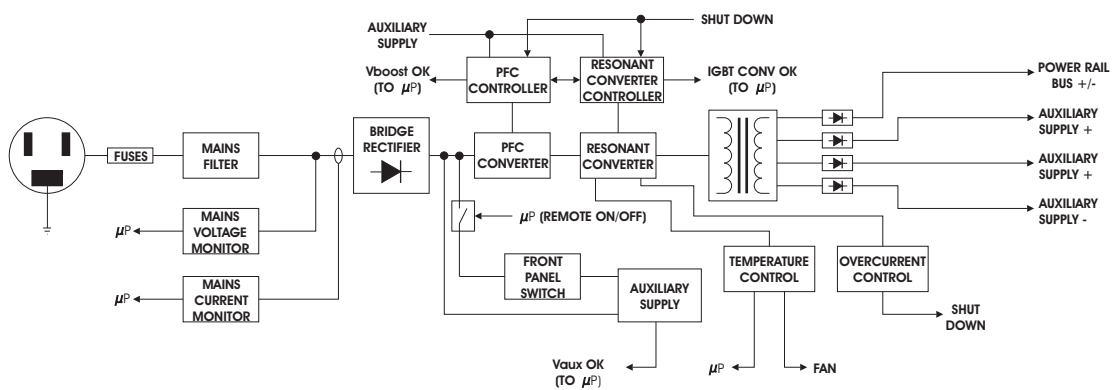 AUXILIARY
SUPPLY
SHUT DOWN
Vboost OK
(TO µP)
PFC
CONTROLLER
RESONANT
CONVERTER
CONTROLLER
IGBT CONV OK
(TO µP)
POWER RAIL
BUS +/-
AUXILIARY
SUPPLY +
AUXILIARY
SUPPLY +
AUXILIARY
SUPPLY -
FUSES
MAINS
FILTER
BRIDGE
RECTIFIER
PFC
CONVERTER
RESONANT
CONVERTER
µP (REMOTE ON/OFF)
µP
MAINS
VOLTAGE
MONITOR
µP
MAINS
CURRENT
MONITOR
FRONT
PANEL
SWITCH
AUXILIARY
SUPPLY
TEMPERATURE
CONTROL
OVERCURRENT
CONTROL
SHUT
DOWN
Vaux OK
(TO µP)
µP
FAN